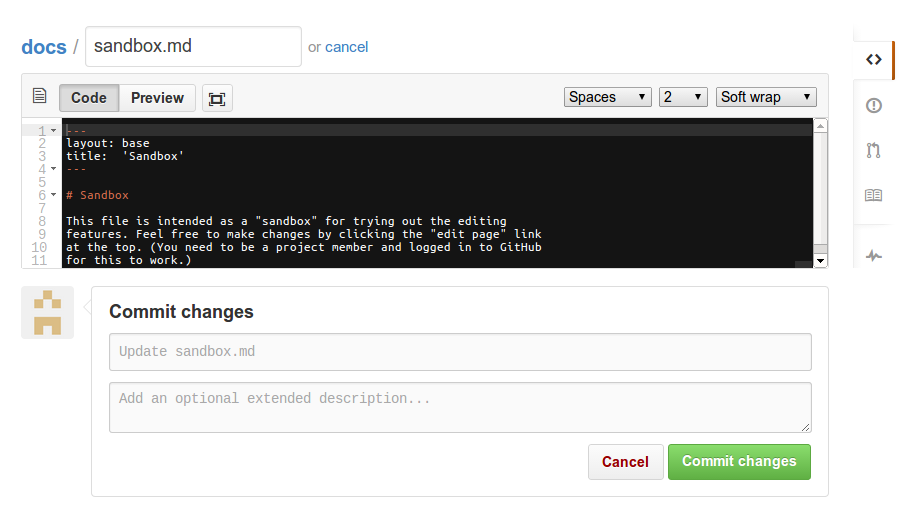 docs / sandbox.md or cancel
Code Preview Spaces 2 Soft wrap
1 ---
2 layout: base
3 title:  'Sandbox'
4 ---
5
6 # Sandbox
7
8 This file is intended as a "sandbox" for trying out the editing
9 features. Feel free to make changes by clicking the "edit page" link
10 at the top. (You need to be a project member and logged in to GitHub
11 for this to work.)
Commit changes
Update sandbox.md
Add an optional extended description...
Cancel Commit changes